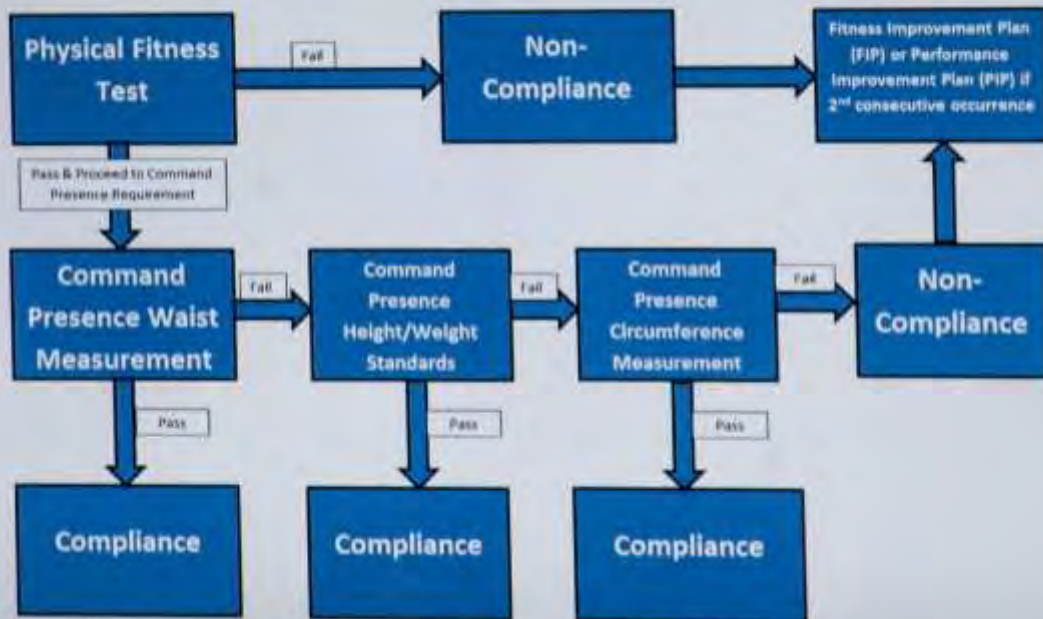 Physical Fitness
Test
Fail
Non-
Compliance
Fitness Improvement Plan
(FIP) or Performance
Improvement Plan (PIP) if
2nd consecutive occurrence
Pass & Proceed to Command
Presence Requirement
Command
Presence Waist
Measurement
Fail
Command
Presence
Height/Weight
Standards
Fail
Command
Presence
Circumference
Measurement
Fail
Non-
Compliance
Pass
Pass
Pass
Compliance
Compliance
Compliance